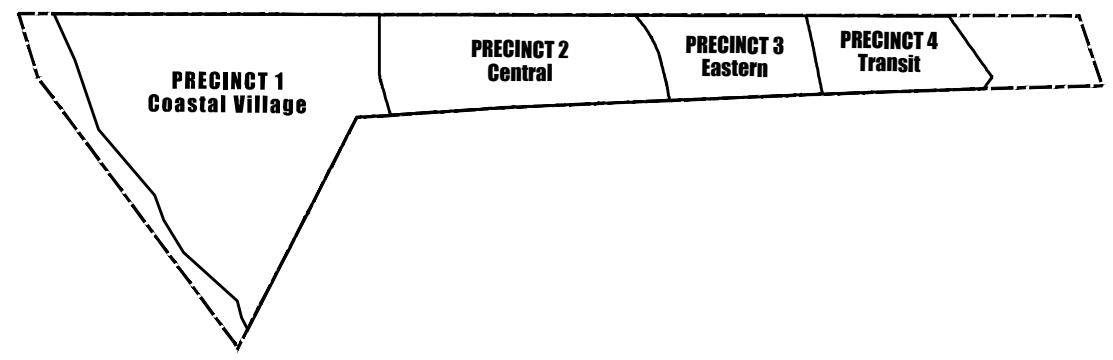 PRECINCT 1
Coastal Village
PRECINCT 2
Central
PRECINCT 3
Eastern
PRECINCT 4
Transit